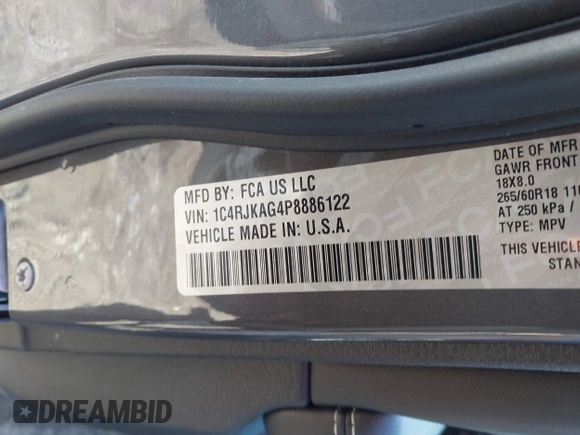 MFD BY: FCA US LLC
VIN: 1C4RJKAG4P8886122
VEHICLE MADE IN: U.S.A.
DATE OF MFR
GAWR FRONT
18X8.0
265/60R18 110
AT 250 kPa /
TYPE: MPV
THIS VEHICLE
STAN
DREAMBID